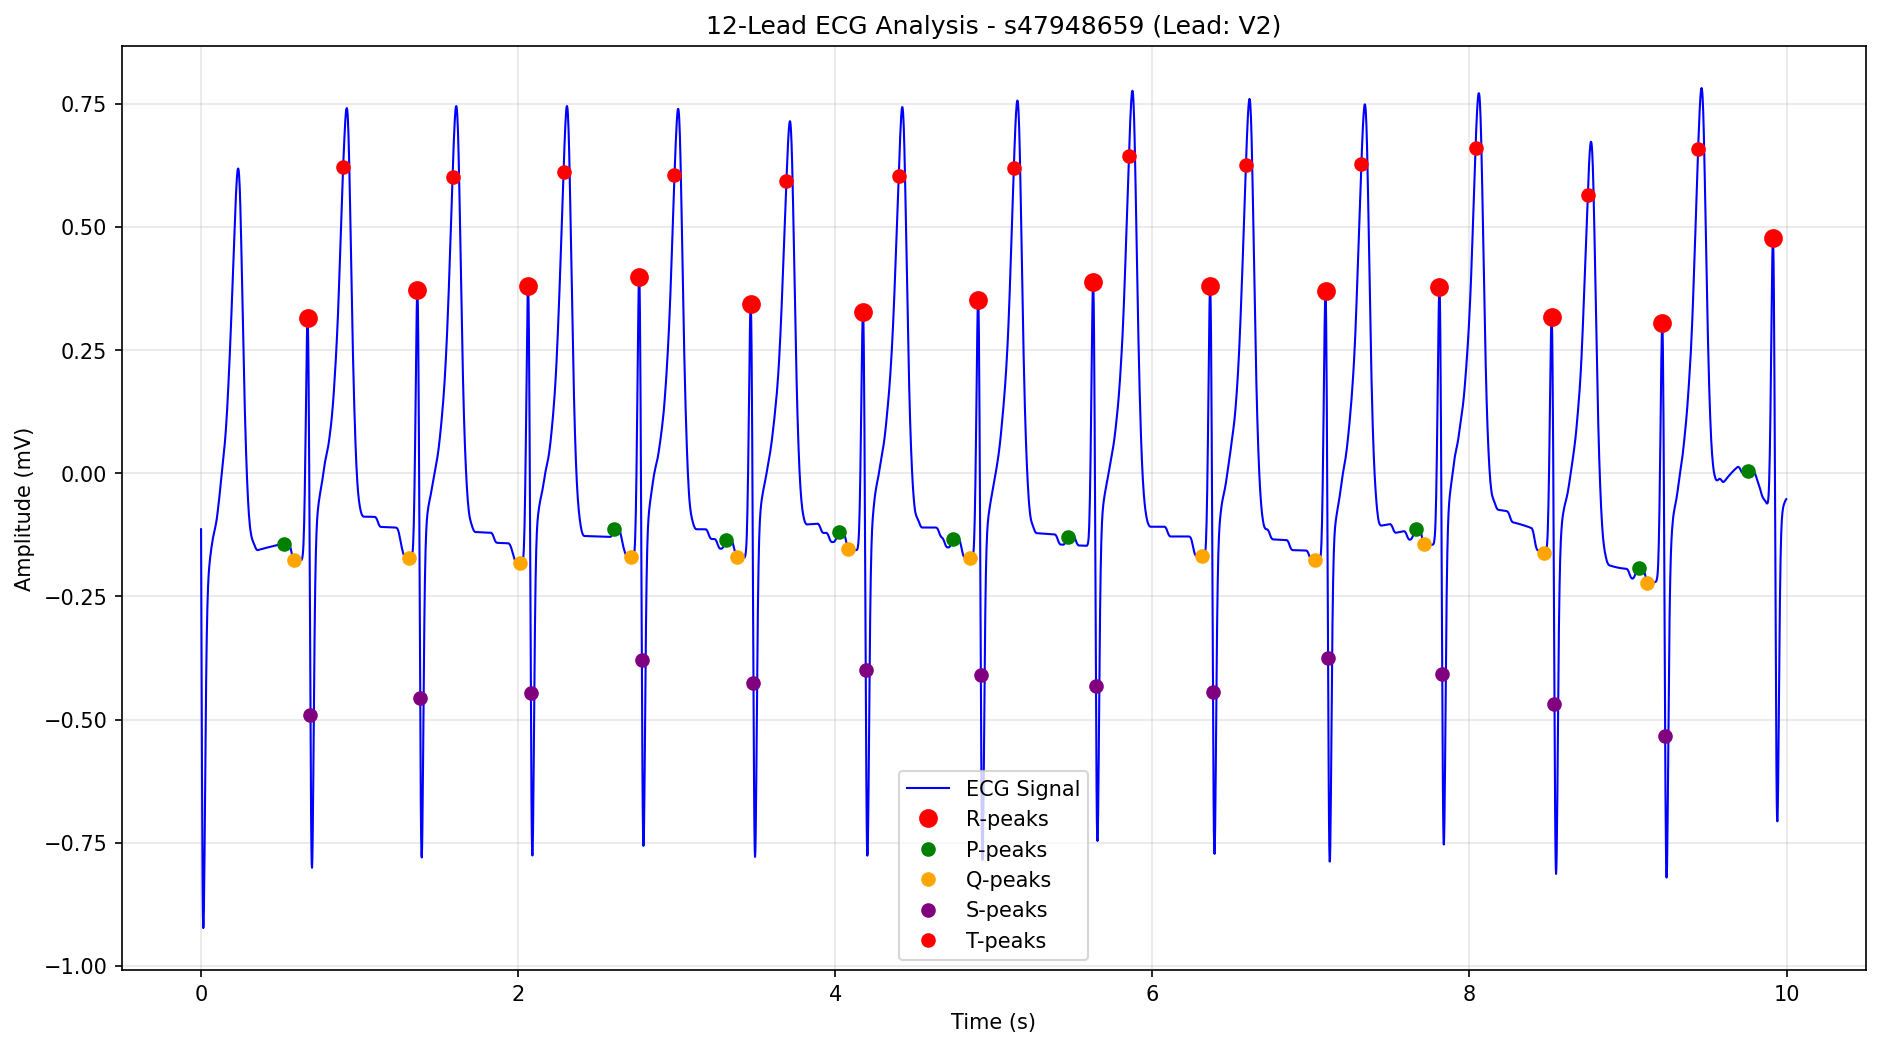 12-Lead ECG Analysis - s47948659 (Lead: V2)
Amplitude (mV)
0.75
0.50
0.25
0.00
−0.25
−0.50
−0.75
−1.00
ECG Signal
R-peaks
P-peaks
Q-peaks
S-peaks
T-peaks
0 2 4 6 8 10
Time (s)